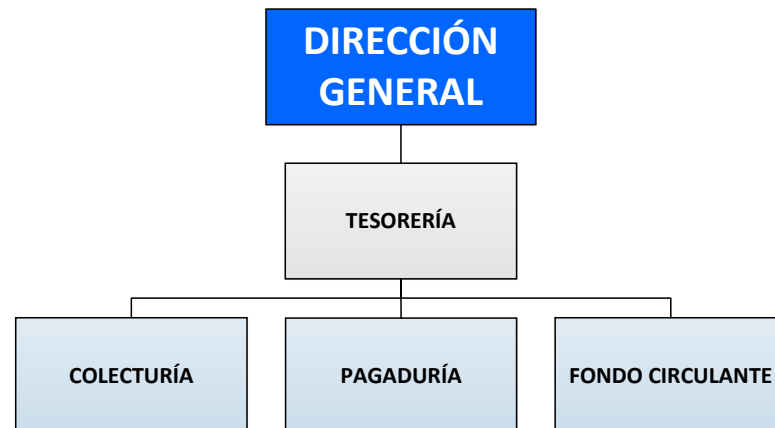 DIRECCIÓN
GENERAL
TESORERÍA
COLECTURÍA
PAGADURÍA
FONDO CIRCULANTE